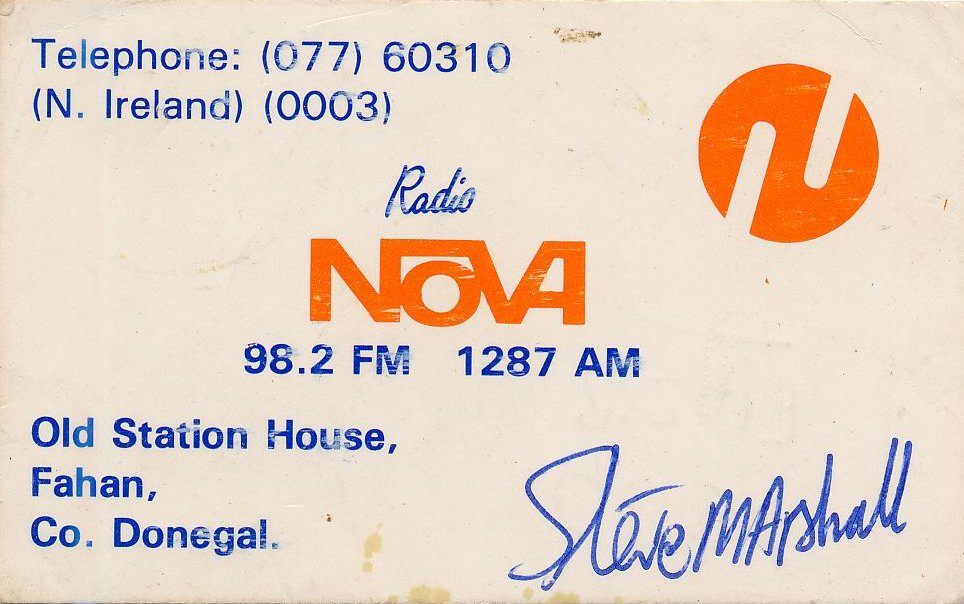 Telephone: (077) 60310
(N. Ireland) (0003)
Radio
NOVA
98.2 FM 1287 AM
Old Station House,
Fahan,
Co. Donegal.
Steve MArshall